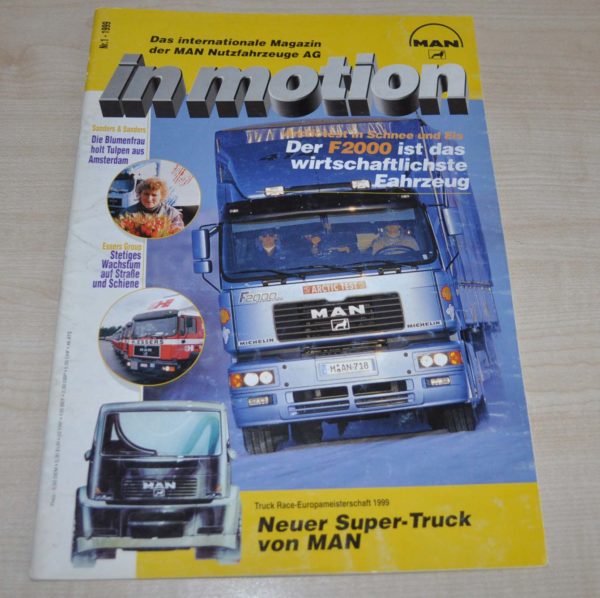 Nr. 1 - 1999
Das internationale Magazin
der MAN Nutzfahrzeuge AG
MAN
in motion
Sanders & Sanders
Die Blumenfrau
holt Tulpen aus
Amsterdam
in Schnee und Eis
Der F2000 ist das
wirtschaftlichste
Fahrzeug
Essers Group
Stetiges
Wachstum
auf Straße
und Schiene
ESSERS
F2000
ARCTIC TEST
MAN
MICHELIN
MICHELIN
M-AN-718
MAN
Truck Race-Europameisterschaft 1999
Neuer Super-Truck
von MAN